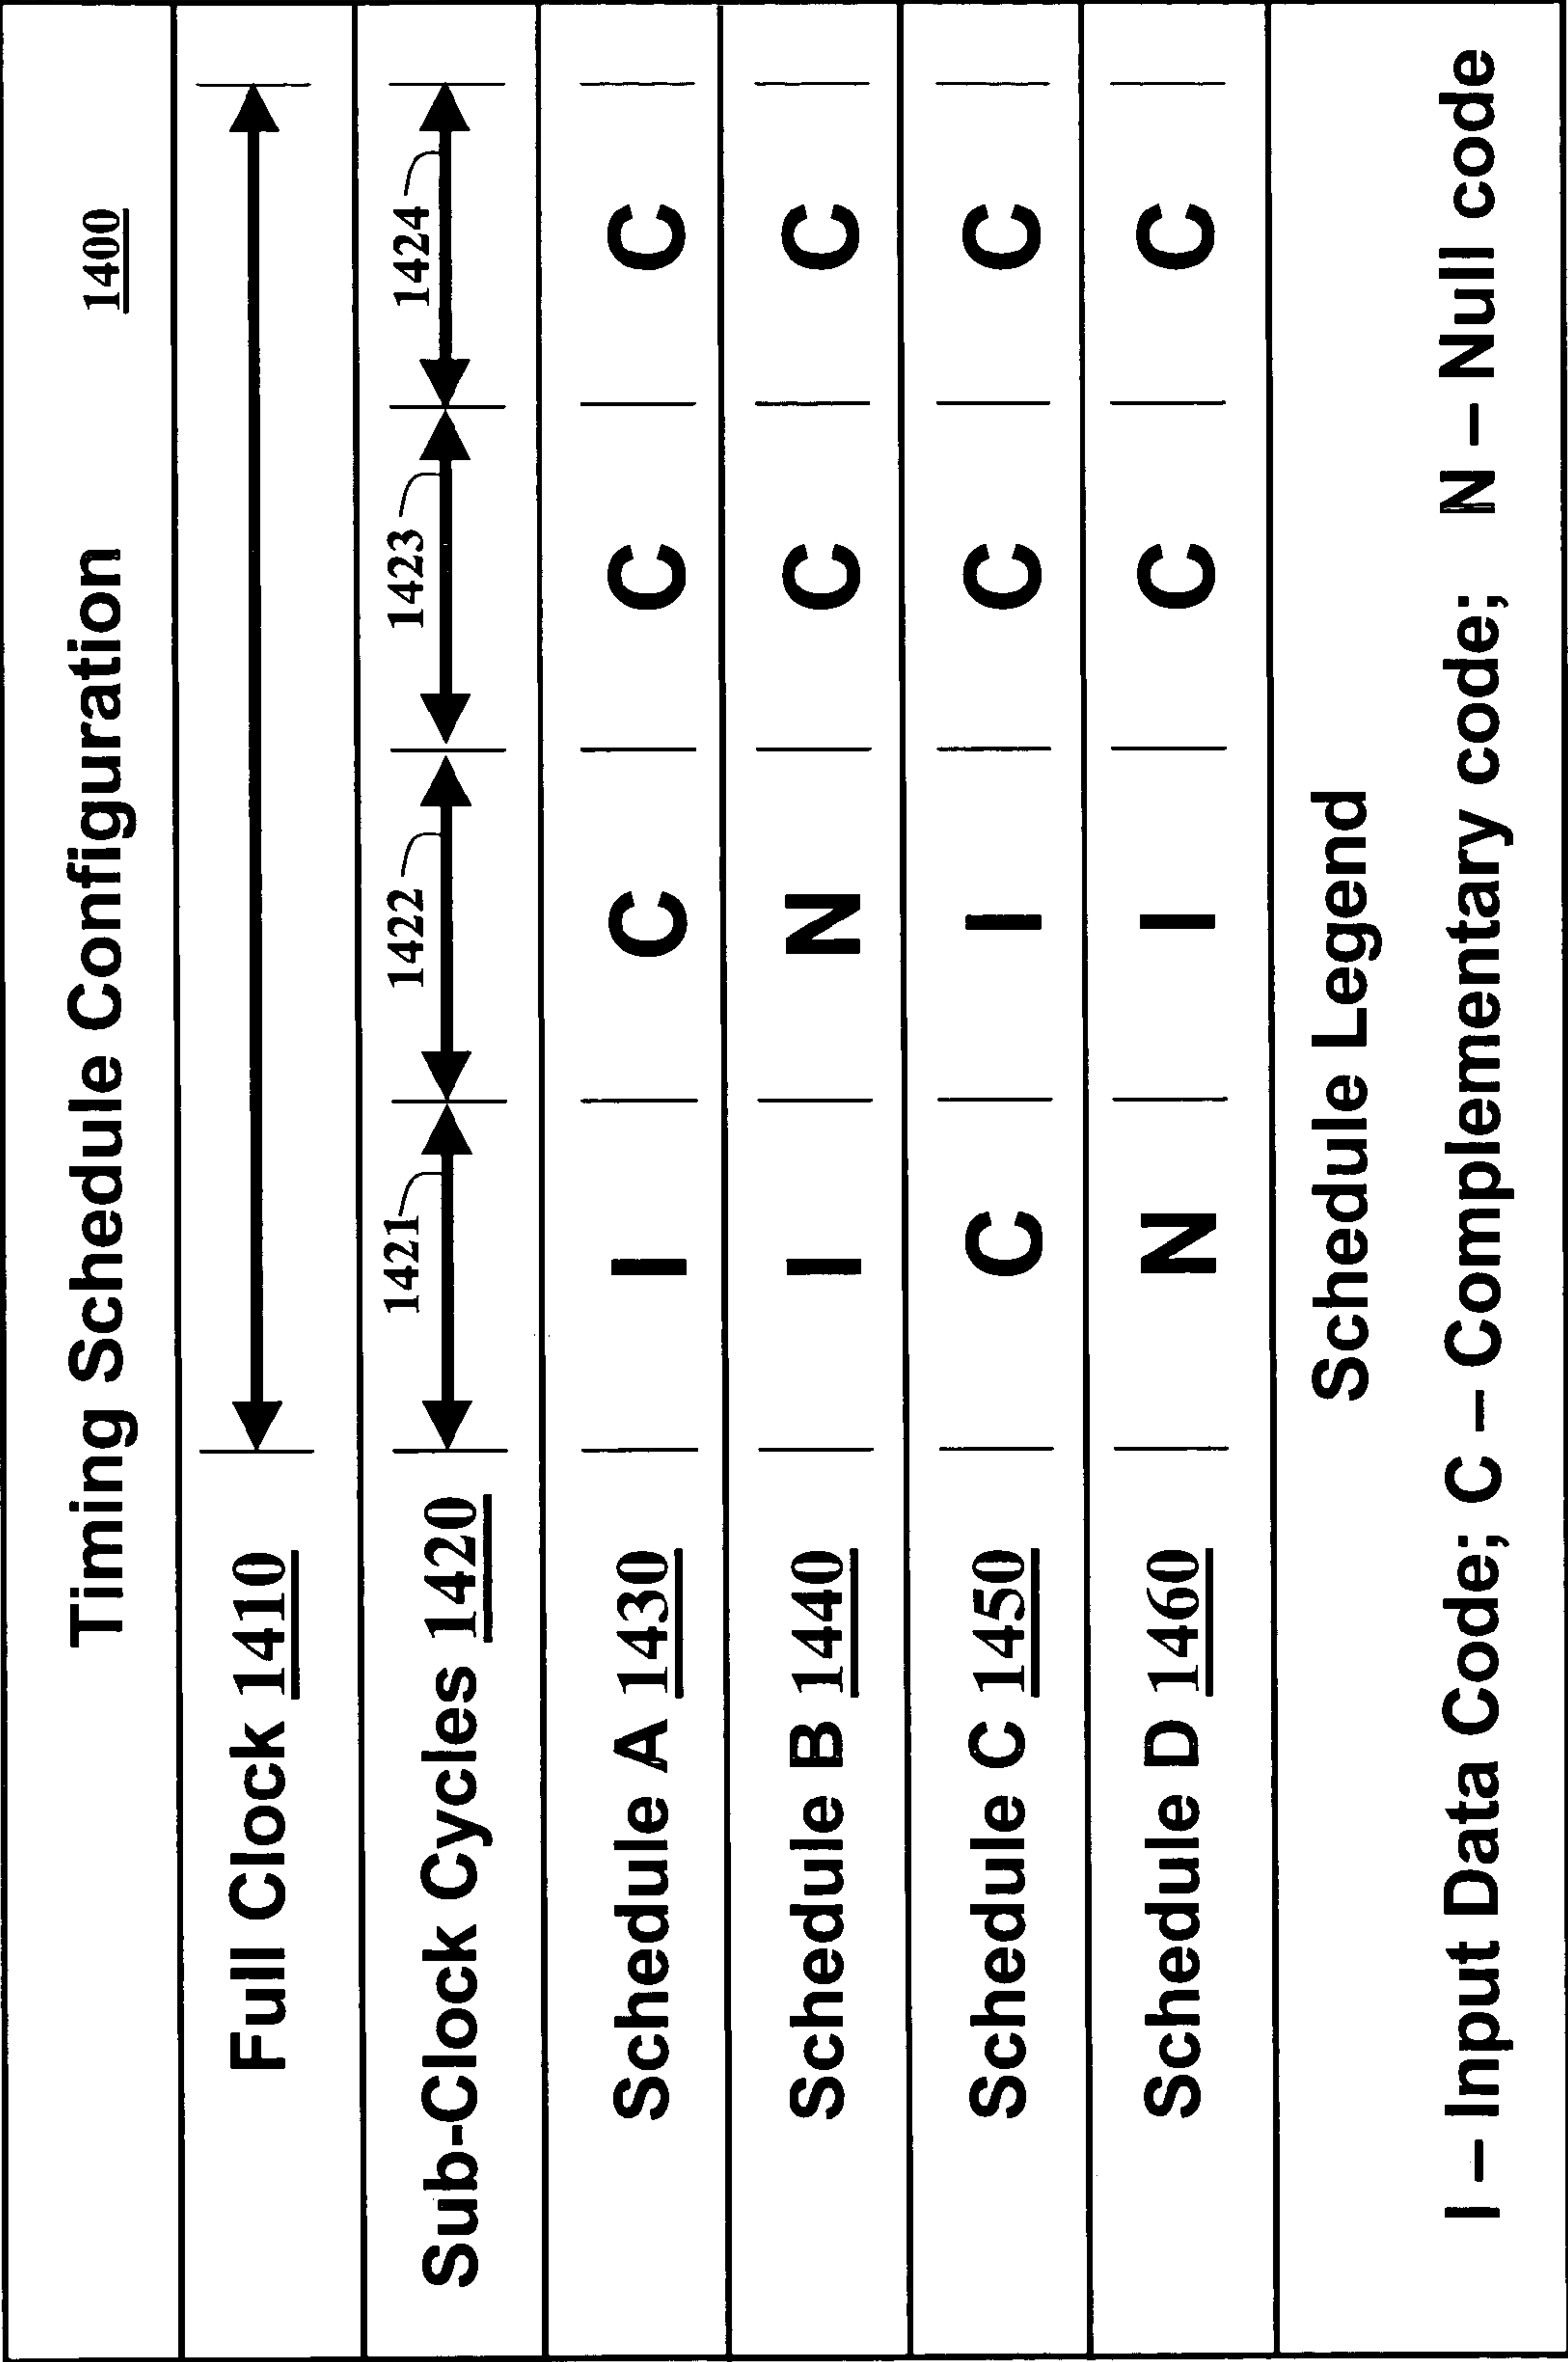 Timing Schedule Configuration 1400
Full Clock 1410
Sub-Clock Cycles 1420 1421 1422 1423 1424
Schedule A 1430 I C C C
Schedule B 1440 I N C C
Schedule C 1450 C I C C
Schedule D 1460 N I C C
Schedule Legend
I – Input Data Code; C – Complementary code; N – Null code